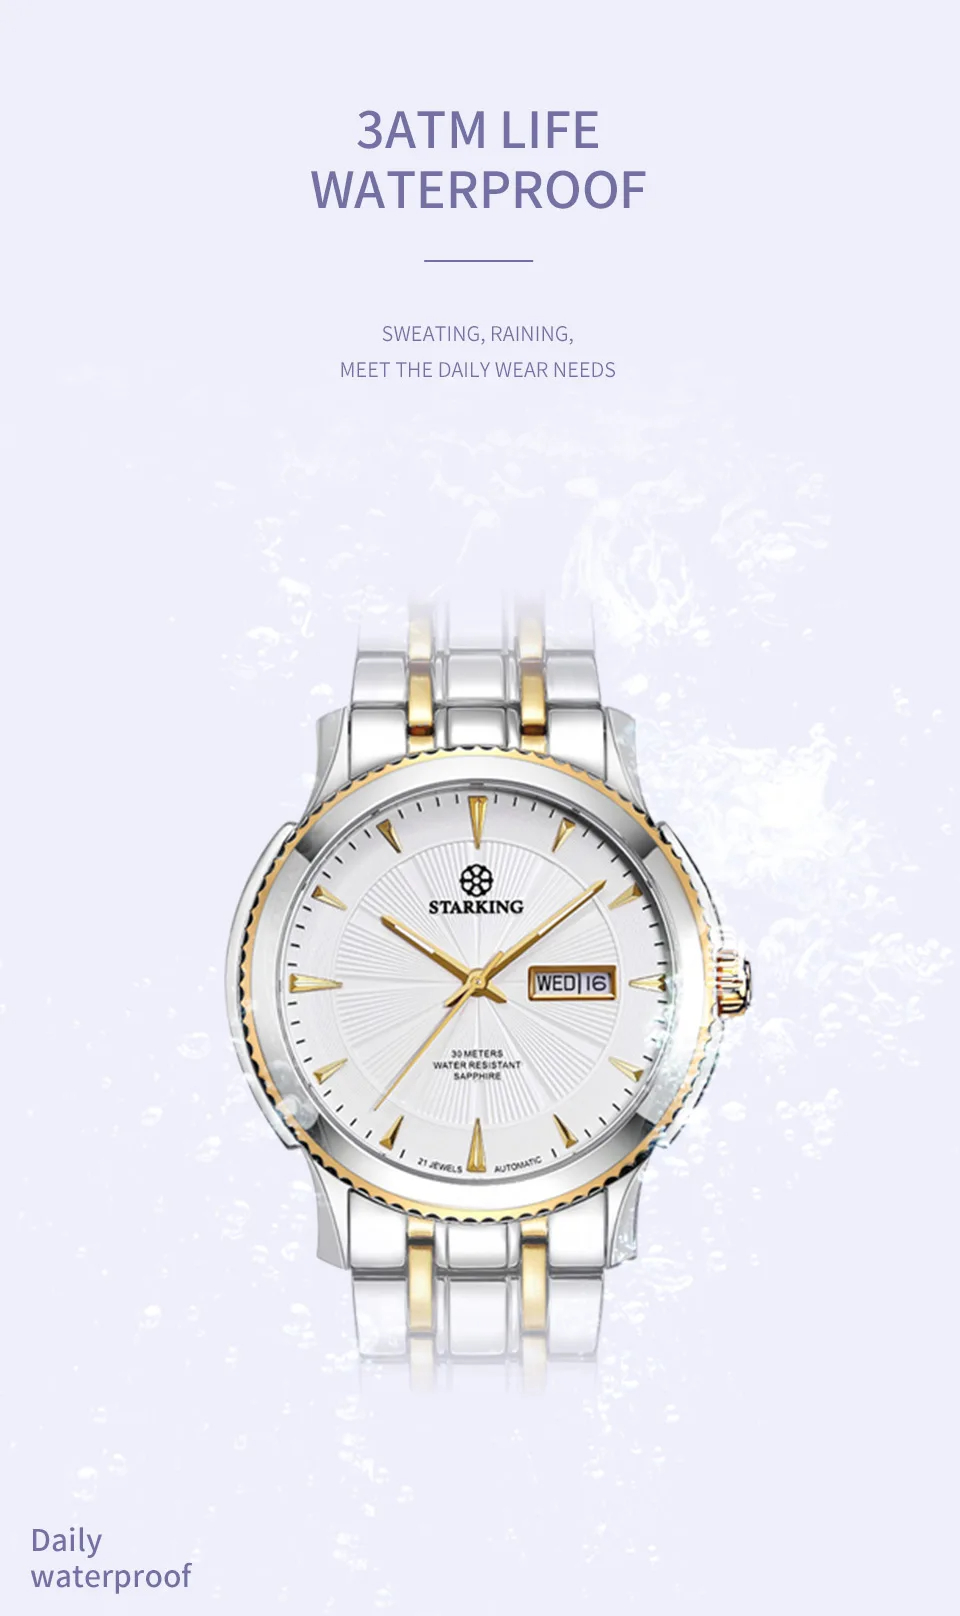 3ATM LIFE
WATERPROOF
SWEATING, RAINING,
MEET THE DAILY WEAR NEEDS
STARKING
WED 16
30 METERS
WATER RESISTANT
SAPPHIRE
21 JEWELS AUTOMATIC
Daily
waterproof